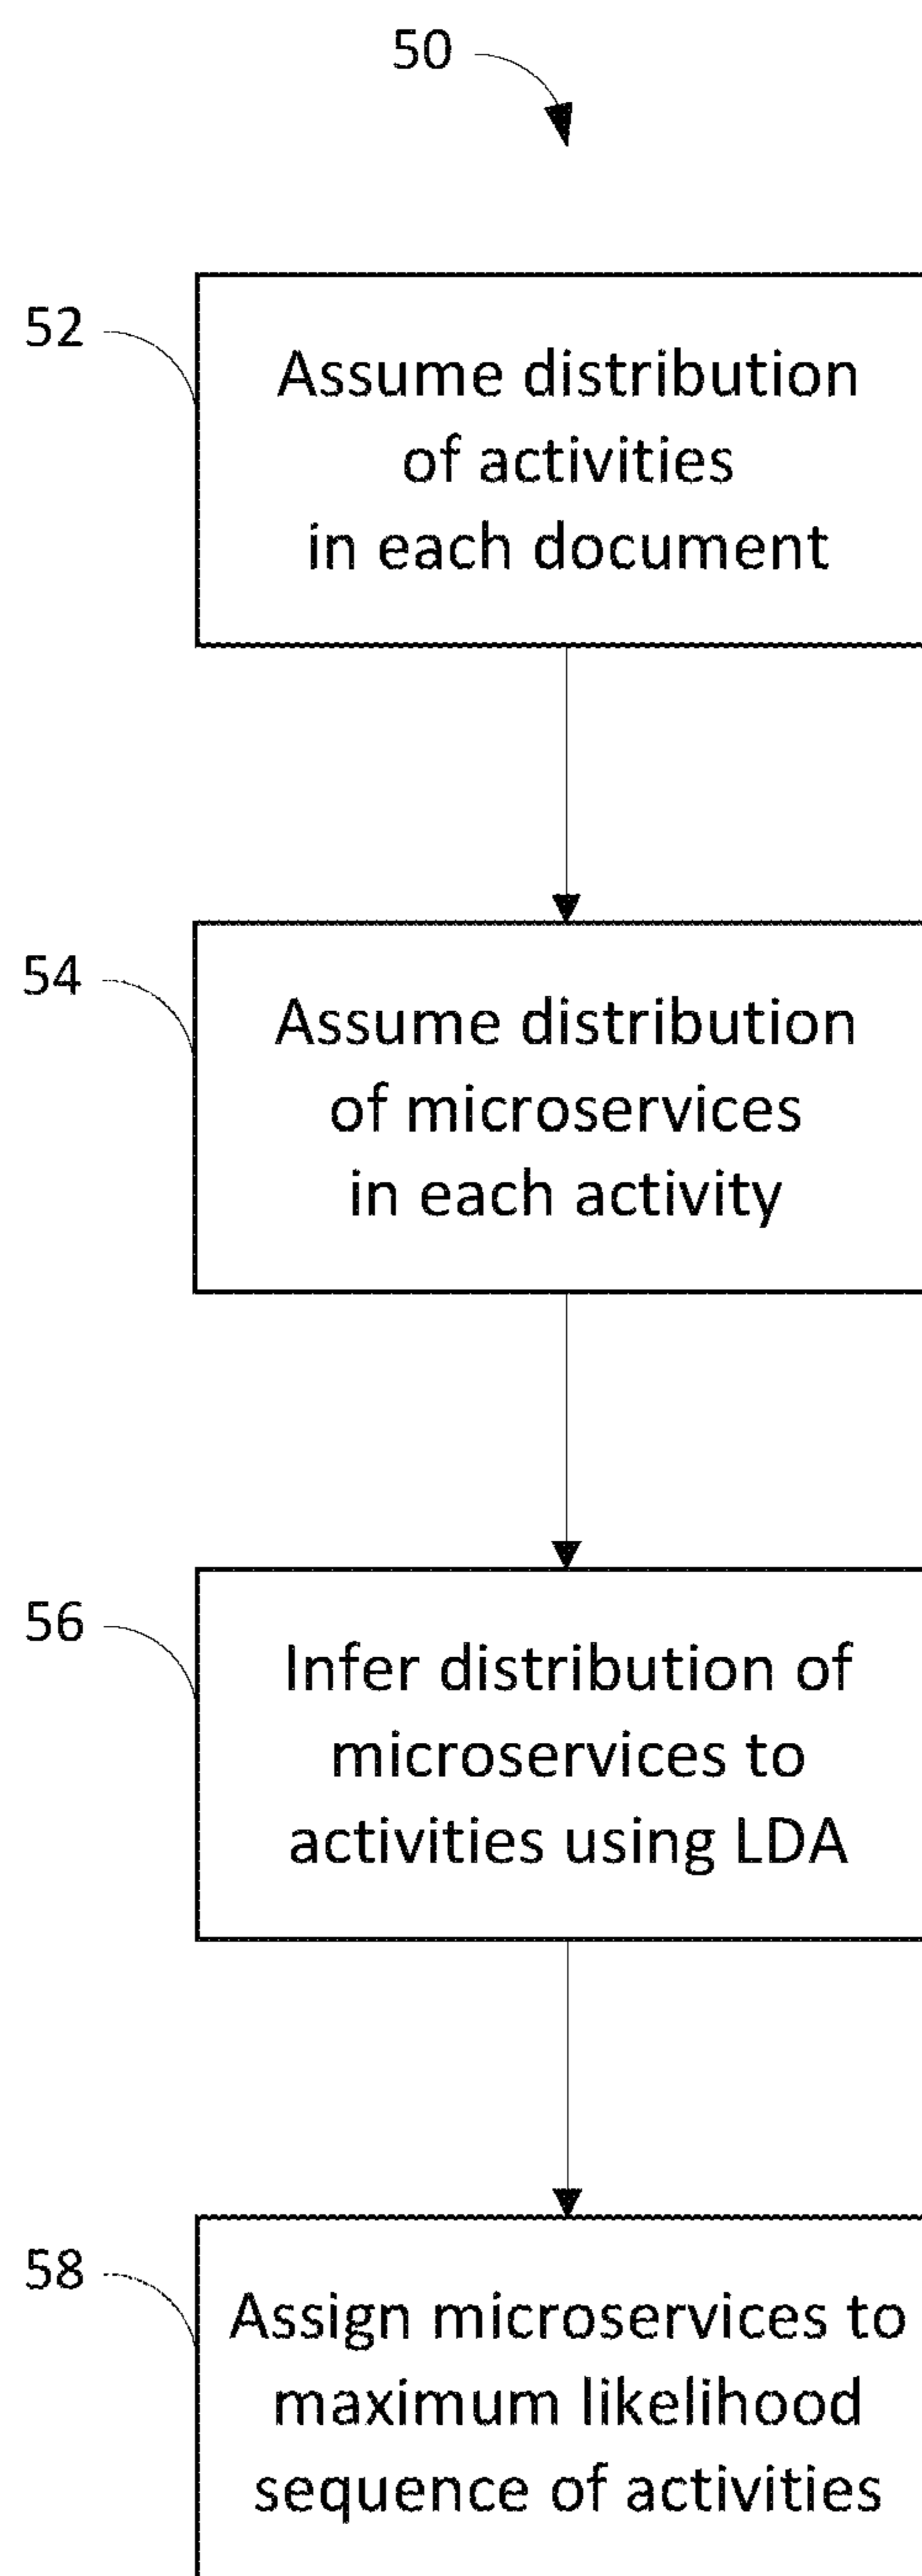 50
52
Assume distribution
of activities
in each document
54
Assume distribution
of microservices
in each activity
56
Infer distribution of
microservices to
activities using LDA
58
Assign microservices to
maximum likelihood
sequence of activities